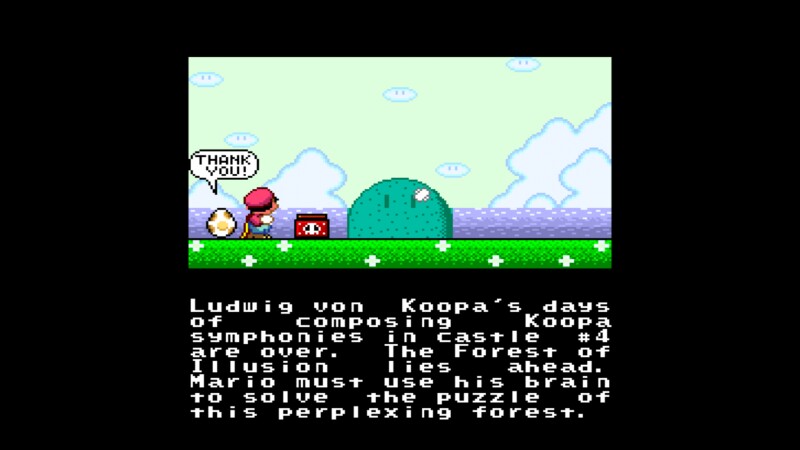 THANK
YOU!
Ludwig von Koopa's days
of composing Koopa
symphonies in castle #4
are over. The Forest of
Illusion lies ahead.
Mario must use his brain
to solve the puzzle of
this perplexing forest.